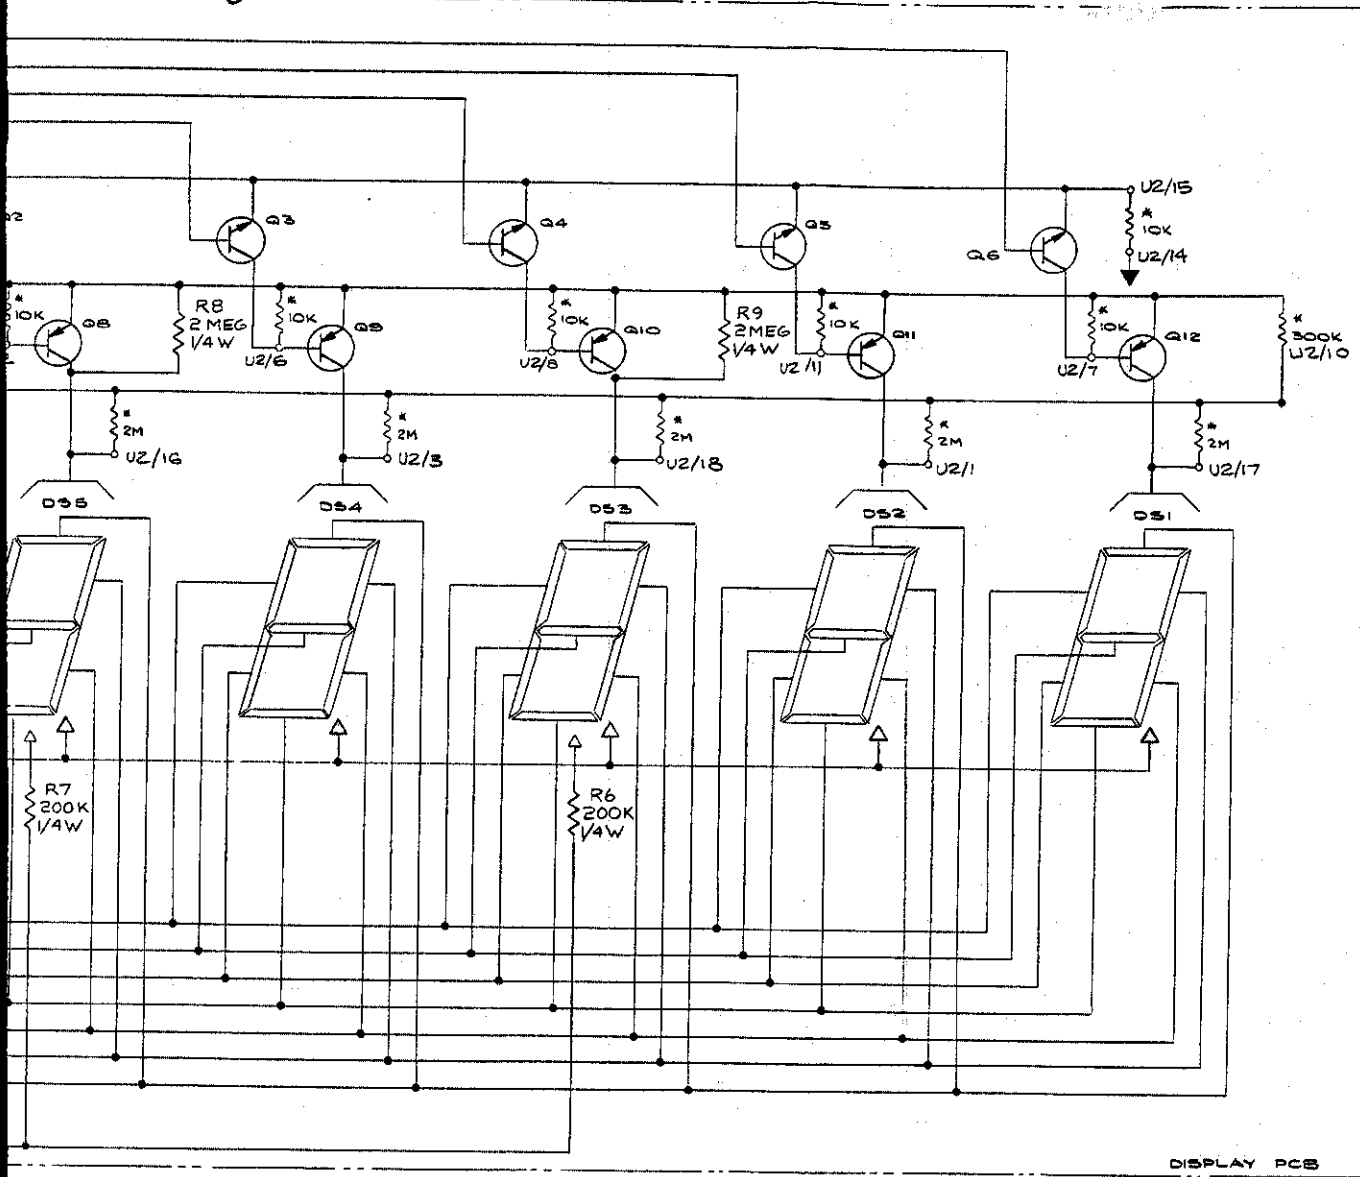 U2/15
*
10K
U2/14
Q3
Q4
Q5
Q6
*
10K
Q8
R8
2 MEG
1/4 W
*
10K
Q9
U2/6
*
10K
Q10
U2/8
R9
2 MEG
1/4 W
*
10K
Q11
U2/11
*
10K
Q12
U2/7
*
300K
U2/10
*
2M
U2/16
*
2M
U2/3
*
2M
U2/18
*
2M
U2/1
*
2M
U2/17
DS5
DS4
DS3
DS2
DS1
R7
200K
1/4W
R6
200K
1/4W
DISPLAY PCB